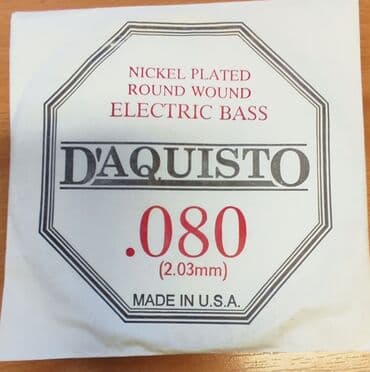 NICKEL PLATED
ROUND WOUND
ELECTRIC BASS
D'AQUISTO
.080
(2.03mm)
MADE IN U.S.A.